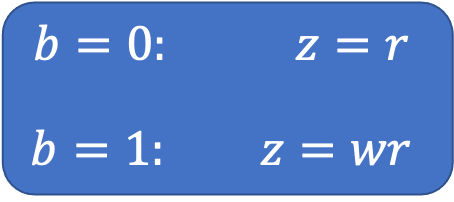 b = 0: z = r
b = 1: z = wr